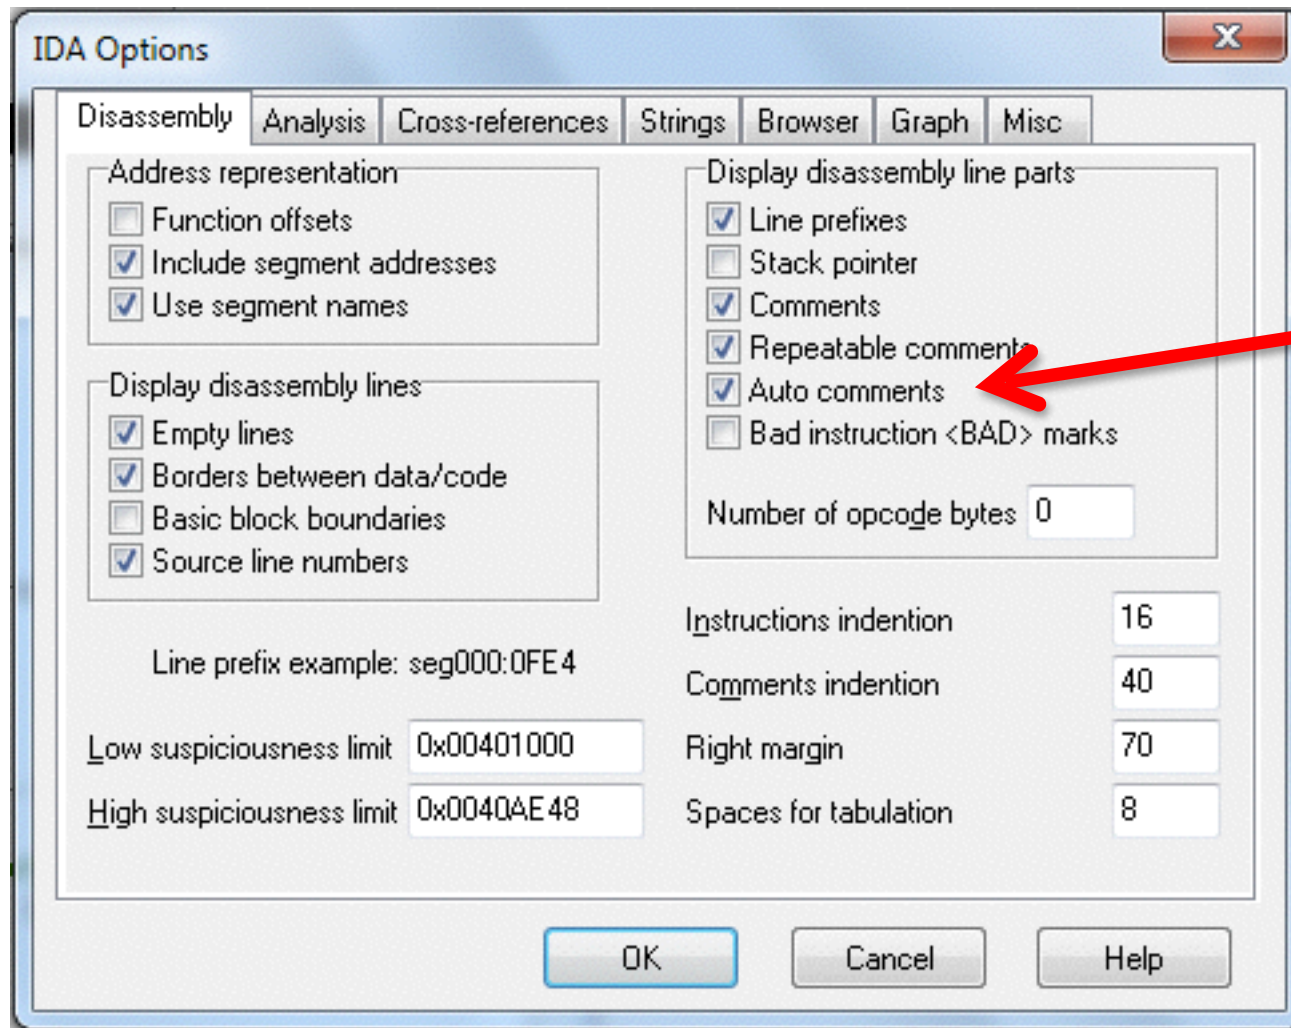 IDA Options
x
Disassembly Analysis Cross-references Strings Browser Graph Misc
Address representation
Function offsets
Include segment addresses
Use segment names
Display disassembly lines
Empty lines
Borders between data/code
Basic block boundaries
Source line numbers
Line prefix example: seg000:0FE4
Low suspiciousness limit 0x00401000
High suspiciousness limit 0x0040AE48
Display disassembly line parts
Line prefixes
Stack pointer
Comments
Repeatable comments
Auto comments
Bad instruction <BAD> marks
Number of opcode bytes 0
Instructions indention 16
Comments indention 40
Right margin 70
Spaces for tabulation 8
OK Cancel Help